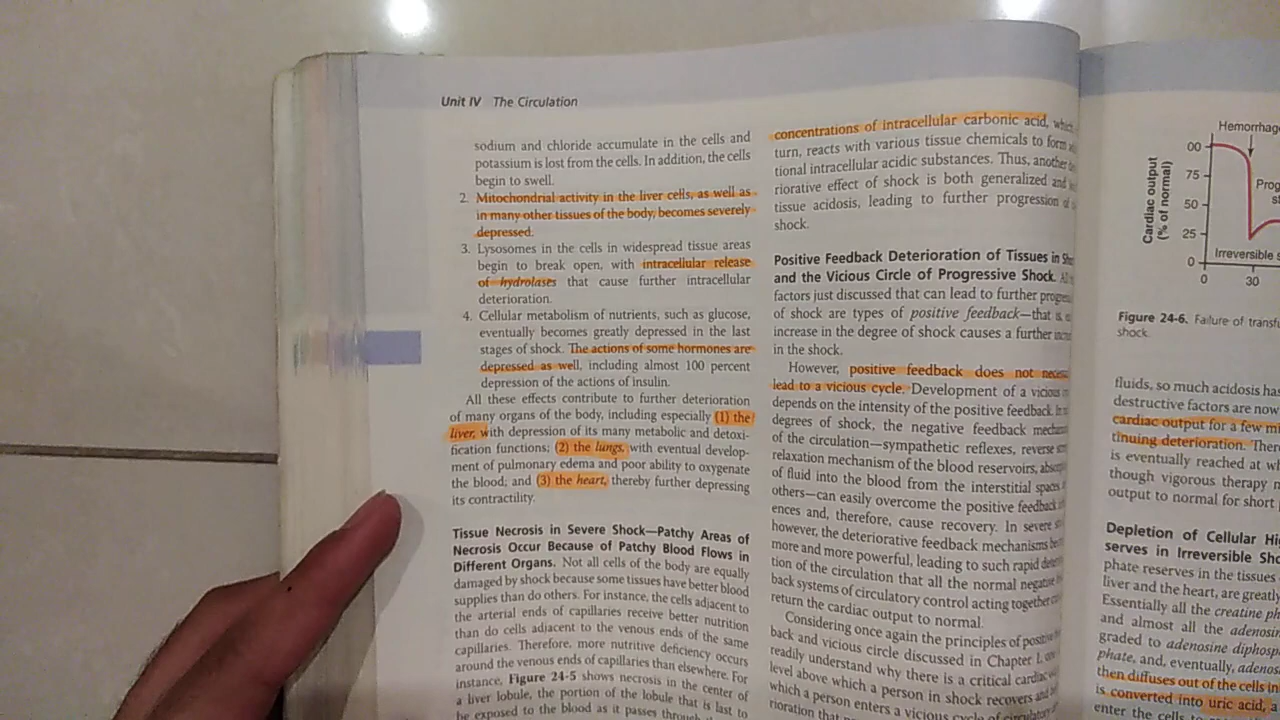 Unit IV The Circulation
sodium and chloride accumulate in the cells and
potassium is lost from the cells. In addition, the cells
begin to swell.
2. Mitochondrial activity in the liver cells, as well as
in many other tissues of the body, becomes severely
depressed.
3. Lysosomes in the cells in widespread tissue areas
begin to break open, with intracellular release
of hydrolases that cause further intracellular
deterioration.
4. Cellular metabolism of nutrients, such as glucose,
eventually becomes greatly depressed in the last
stages of shock. The actions of some hormones are
depressed as well, including almost 100 percent
depression of the actions of insulin.
All these effects contribute to further deterioration
of many organs of the body, including especially (1) the
liver, with depression of its many metabolic and detoxi-
fication functions; (2) the lungs, with eventual develop-
ment of pulmonary edema and poor ability to oxygenate
the blood; and (3) the heart, thereby further depressing
its contractility.
Tissue Necrosis in Severe Shock—Patchy Areas of
Necrosis Occur Because of Patchy Blood Flows in
Different Organs. Not all cells of the body are equally
damaged by shock because some tissues have better blood
supplies than do others. For instance, the cells adjacent to
the arterial ends of capillaries receive better nutrition
than do cells adjacent to the venous ends of the same
capillaries. Therefore, more nutritive deficiency occurs
around the venous ends of capillaries than elsewhere. For
instance, Figure 24-5 shows necrosis in the center of
a liver lobule, the portion of the lobule that is last to
be exposed to the blood as it passes through the
concentrations of intracellular carbonic acid, which
turn, reacts with various tissue chemicals to form
tional intracellular acidic substances. Thus, another
riorative effect of shock is both generalized and
tissue acidosis, leading to further progression of
shock.
Positive Feedback Deterioration of Tissues in
and the Vicious Circle of Progressive Shock.
factors just discussed that can lead to further
of shock are types of positive feedback—that is,
increase in the degree of shock causes a further
in the shock.
However, positive feedback does not
lead to a vicious cycle. Development of a vicious
depends on the intensity of the positive feedback. In
degrees of shock, the negative feedback
of the circulation—sympathetic reflexes, reverse
relaxation mechanism of the blood reservoirs,
of fluid into the blood from the interstitial spaces
others—can easily overcome the positive feedback
ences and, therefore, cause recovery. In severe
however, the deteriorative feedback mechanisms
more and more powerful, leading to such rapid
tion of the circulation that all the normal negative
back systems of circulatory control acting together
return the cardiac output to normal.
Considering once again the principles of positive
back and vicious circle discussed in Chapter 1,
readily understand why there is a critical cardiac
level above which a person in shock recovers and
which a person enters a vicious cycle of circulatory
rioration that
Hemorrhag
Cardiac output
(% of normal)
00
75
50
25
0
Prog
st
Irreversible s
0 30
Figure 24-6. Failure of transf
shock.
fluids, so much acidosis ha
destructive factors are now
cardiac output for a few mi
tinuing deterioration. Ther
is eventually reached at wh
though vigorous therapy m
output to normal for short
Depletion of Cellular Hig
serves in Irreversible Sho
phate reserves in the tissues
liver and the heart, are greatly
Essentially all the creatine ph
and almost all the adenosin
graded to adenosine diphosp
phate, and, eventually, adenos
then diffuses out of the cells in
is converted into uric acid, a
enter the cells